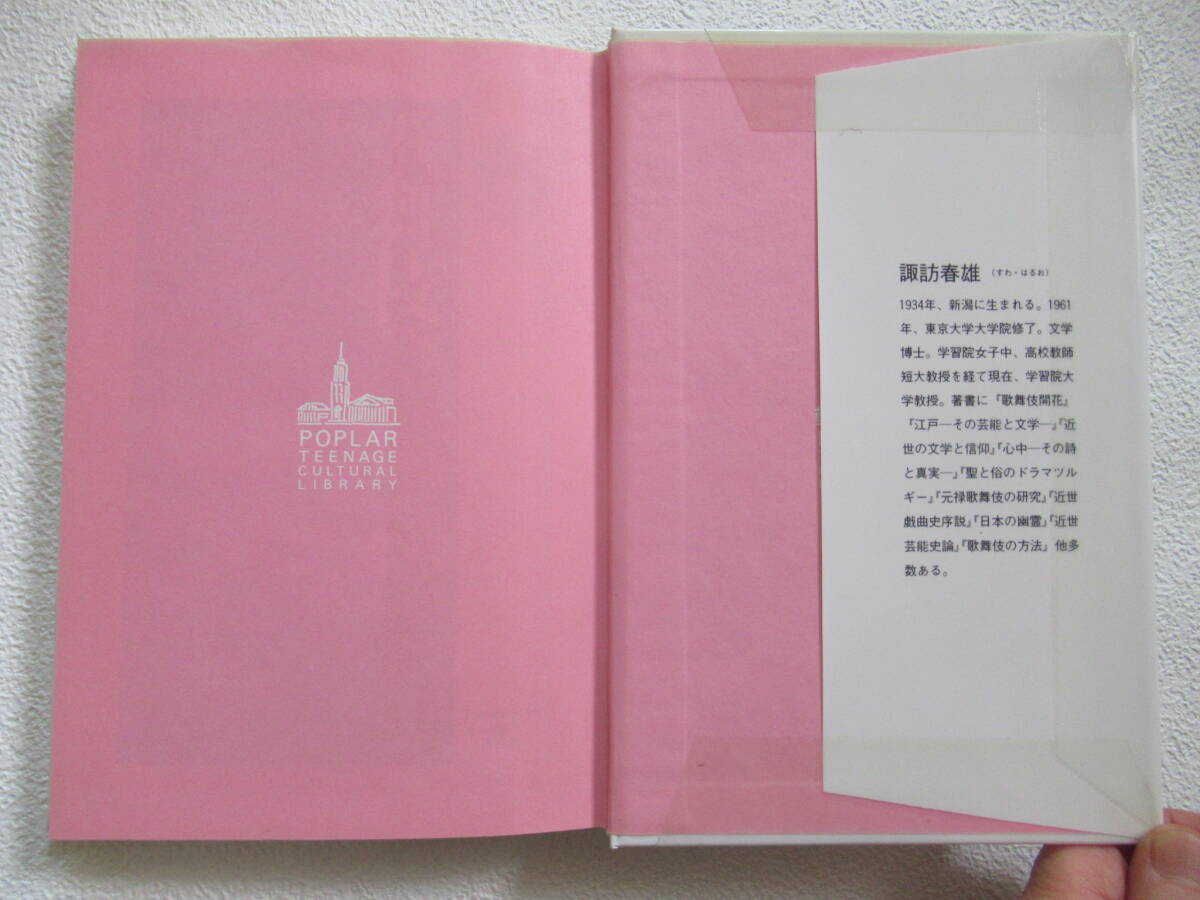 POPLAR
TEENAGE
CULTURAL
LIBRARY
諏訪春雄 (すわ・はるお)
1934年、新潟に生まれる。1961
年、東京大学大学院修了。文学
博士。学習院女子中、高校教師
短大教授を経て現在、学習院大
学教授。著書に『歌舞伎開花』
『江戸―その芸能と文学―』『近
世の文学と信仰』『心中―その詩
と真実―』『聖と俗のドラマツル
ギー』『元禄歌舞伎の研究』『近世
戯曲史序説』『日本の幽霊』『近世
芸能史論』『歌舞伎の方法』他多
数ある。